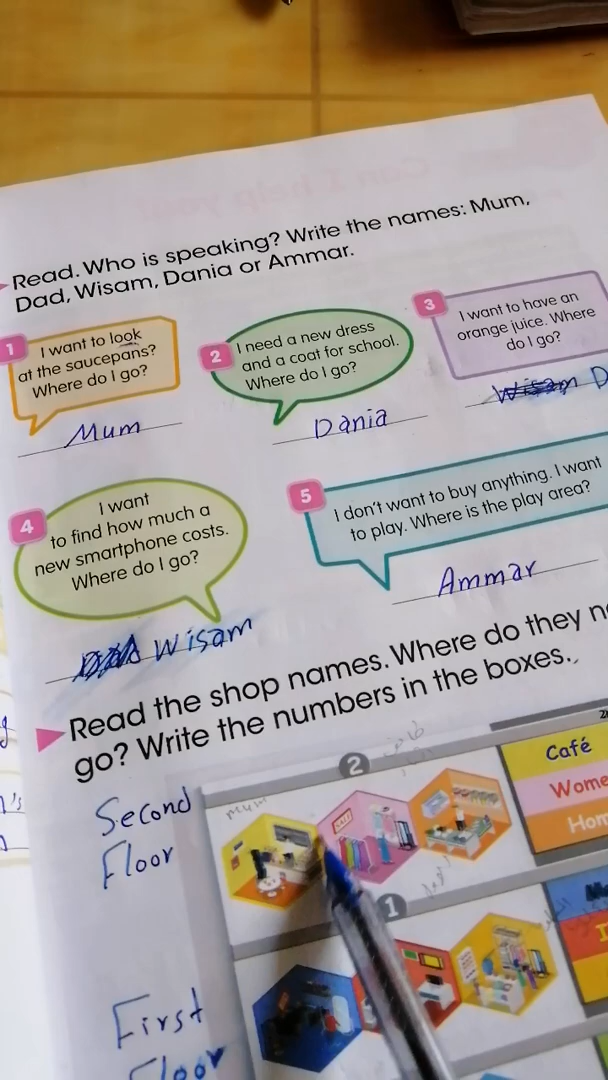 Read. Who is speaking? Write the names: Mum,
Dad, Wisam, Dania or Ammar.
1
I want to look
at the saucepans?
Where do I go?
Mum
2
I need a new dress
and a coat for school.
Where do I go?
Dania
3
I want to have an
orange juice. Where
do I go?
Wisam D
4
I want
to find how much a
new smartphone costs.
Where do I go?
Wisam
5
I don't want to buy anything. I want
to play. Where is the play area?
Ammar
Read the shop names. Where do they
go? Write the numbers in the boxes.
Second
Floor
2
mum
SALE
Café
Wome
Hom
1
First
Floor